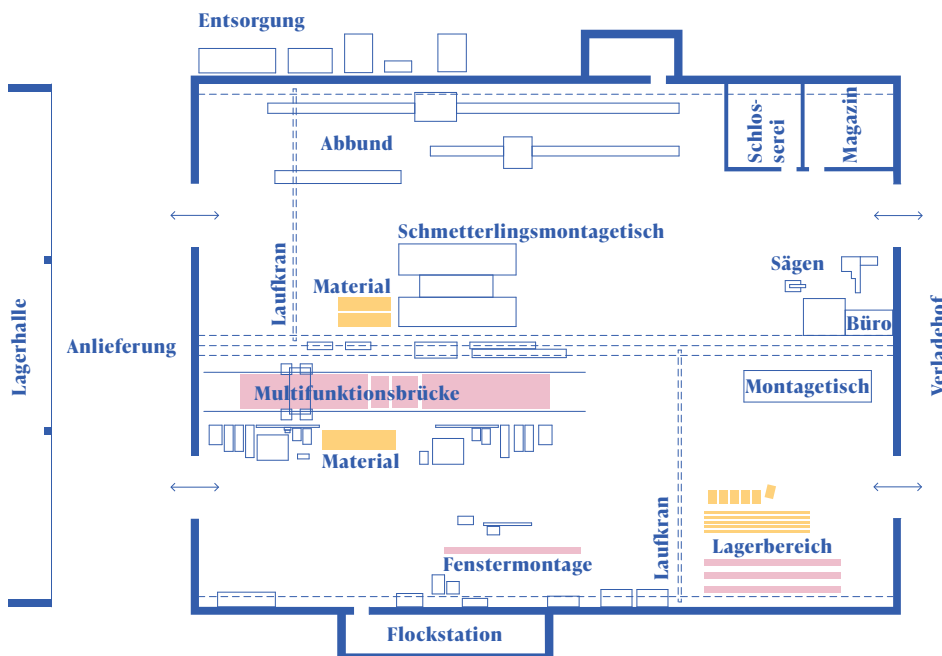 Entsorgung
Abbund
Schlos-
serei
Magazin
Schmetterlingsmontagetisch
Sägen
Laufkran
Material
Büro
Lagerhalle
Anlieferung
Verladehof
Multifunktionsbrücke
Montagetisch
Material
Laufkran
Lagerbereich
Fenstermontage
Flockstation